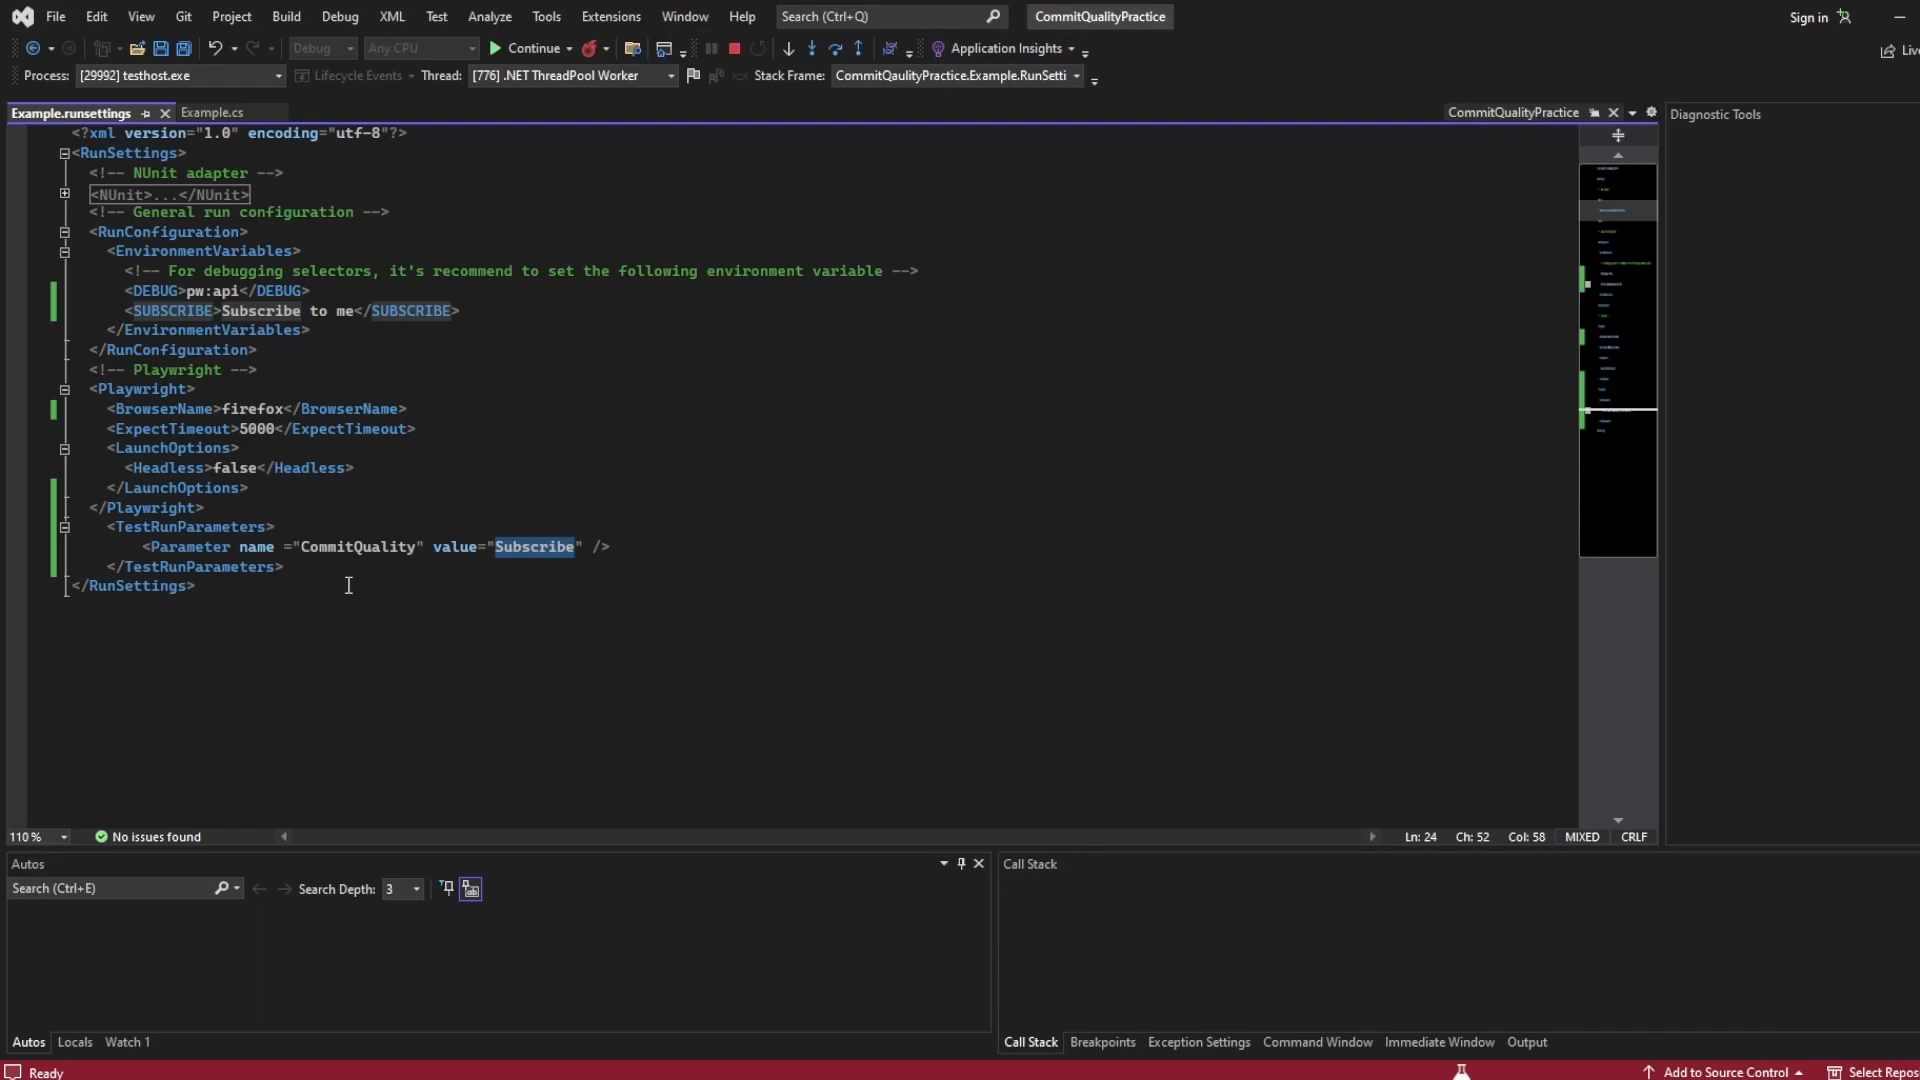 File Edit View Git Project Build Debug XML Test Analyze Tools Extensions Window Help Search (Ctrl+Q) CommitQualityPractice Sign in
Debug Any CPU Continue Application Insights Live
Process: [29992] testhost.exe Lifecycle Events Thread: [776] .NET ThreadPool Worker Stack Frame: CommitQaulityPractice.Example.RunSetti
Example.runsettings Example.cs CommitQualityPractice Diagnostic Tools
<?xml version="1.0" encoding="utf-8"?>
<RunSettings>
<!-- NUnit adapter -->
<NUnit>...</NUnit>
<!-- General run configuration -->
<RunConfiguration>
<EnvironmentVariables>
<!-- For debugging selectors, it's recommend to set the following environment variable -->
<DEBUG>pw:api</DEBUG>
<SUBSCRIBE>Subscribe to me</SUBSCRIBE>
</EnvironmentVariables>
</RunConfiguration>
<!-- Playwright -->
<Playwright>
<BrowserName>firefox</BrowserName>
<ExpectTimeout>5000</ExpectTimeout>
<LaunchOptions>
<Headless>false</Headless>
</LaunchOptions>
</Playwright>
<TestRunParameters>
<Parameter name ="CommitQuality" value="Subscribe" />
</TestRunParameters>
</RunSettings>
110 % No issues found Ln: 24 Ch: 52 Col: 58 MIXED CRLF
Autos Call Stack
Search (Ctrl+E) Search Depth: 3
Autos Locals Watch 1 Call Stack Breakpoints Exception Settings Command Window Immediate Window Output
Ready Add to Source Control Select Repos